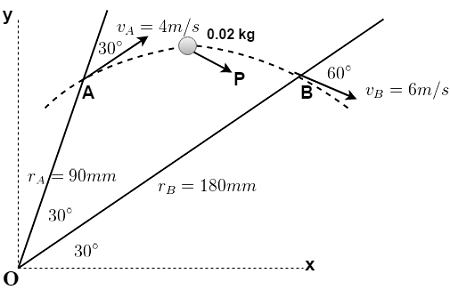 y
v_A = 4m/s
0.02 kg
30°
P
60°
A
B
v_B = 6m/s
r_A = 90mm
r_B = 180mm
30°
30°
O
x